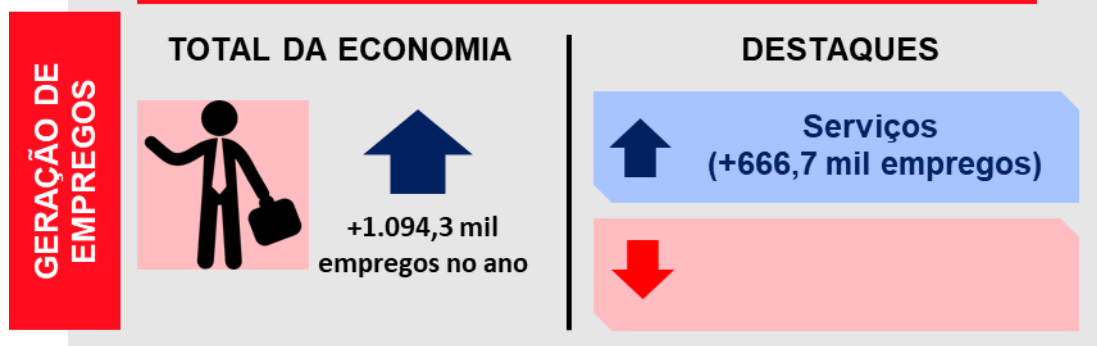 GERAÇÃO DE
EMPREGOS
TOTAL DA ECONOMIA
+1.094,3 mil
empregos no ano
DESTAQUES
Serviços
(+666,7 mil empregos)